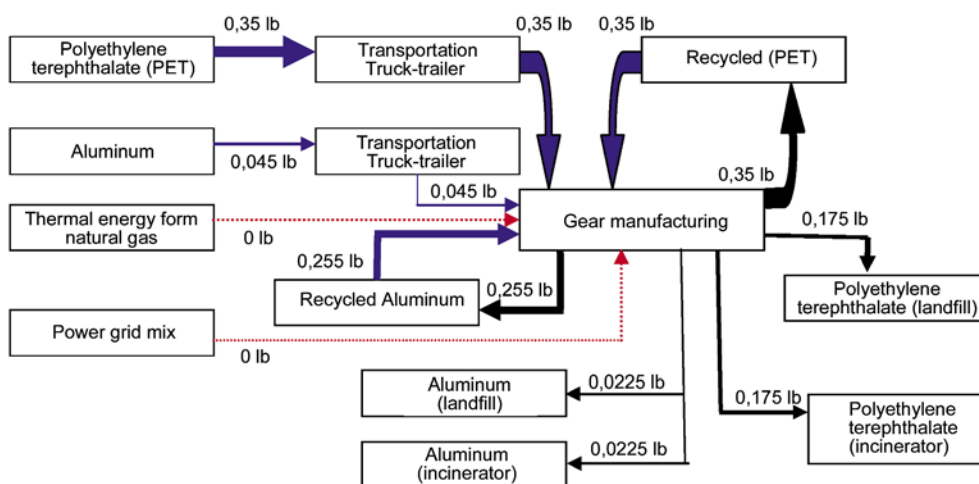 0,35 lb
0,35 lb
0,35 lb
Polyethylene
terephthalate (PET)
Transportation
Truck-trailer
Recycled (PET)
Aluminum
0,045 lb
Transportation
Truck-trailer
0,045 lb
0,35 lb
Thermal energy form
natural gas
0 lb
Gear manufacturing
0,175 lb
0,255 lb
Recycled Aluminum
0,255 lb
Polyethylene
terephthalate (landfill)
Power grid mix
0 lb
Aluminum
(landfill)
0,0225 lb
0,175 lb
Polyethylene
terephthalate
(incinerator)
Aluminum
(incinerator)
0,0225 lb